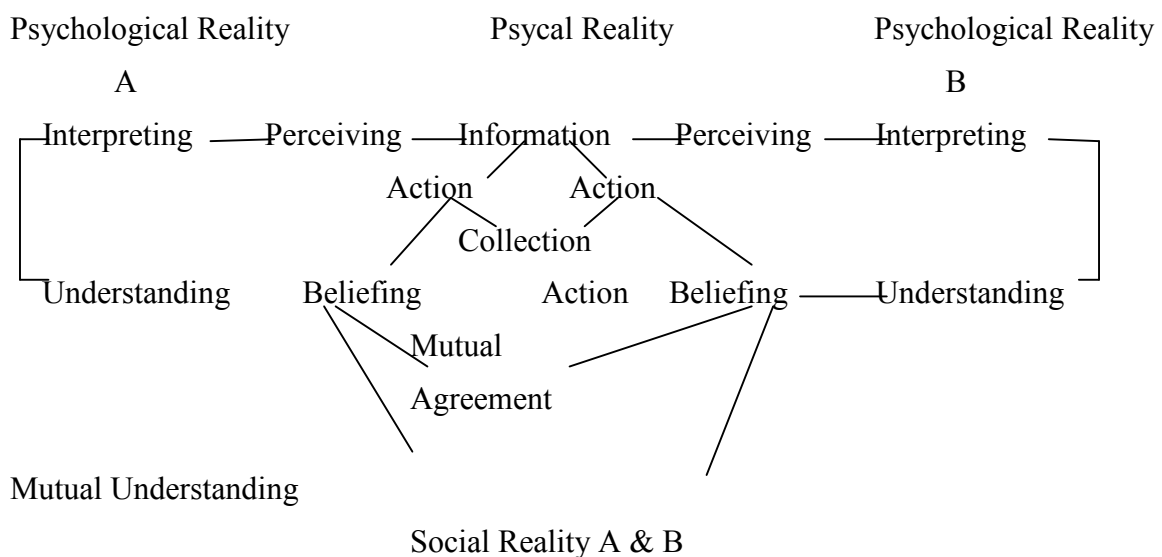 Psychological Reality Psycal Reality Psychological Reality
A B
Interpreting Perceiving Information Perceiving Interpreting
Action Action
Collection
Understanding Beliefing Action Beliefing Understanding
Mutual
Agreement
Mutual Understanding
Social Reality A & B